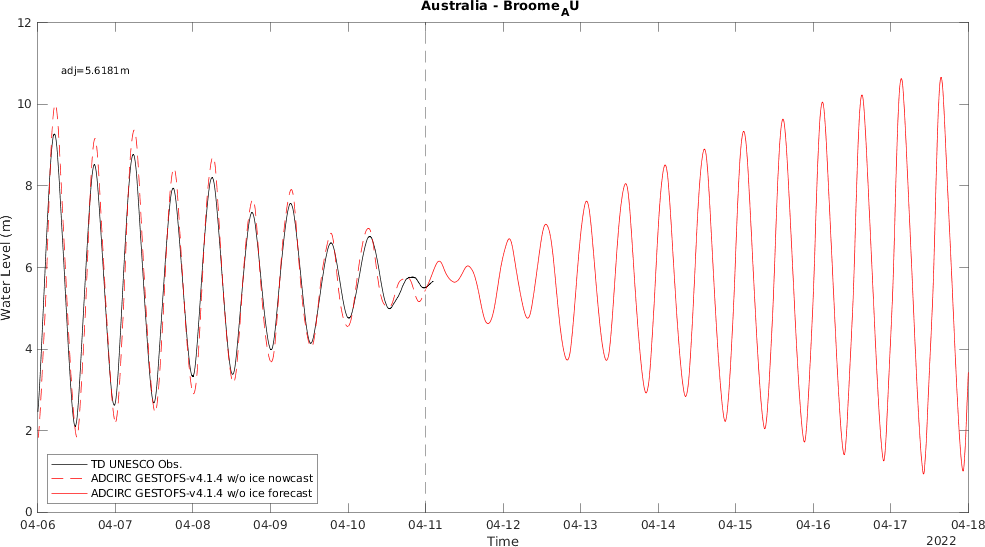 Australia - Broome_AU
12
adj=5.6181m
10
8
6
4
2
0
Water Level (m)
TD UNESCO Obs.
ADCIRC GESTOFS-v4.1.4 w/o ice nowcast
ADCIRC GESTOFS-v4.1.4 w/o ice forecast
04-06 04-07 04-08 04-09 04-10 04-11 04-12 04-13 04-14 04-15 04-16 04-17 04-18
Time
2022